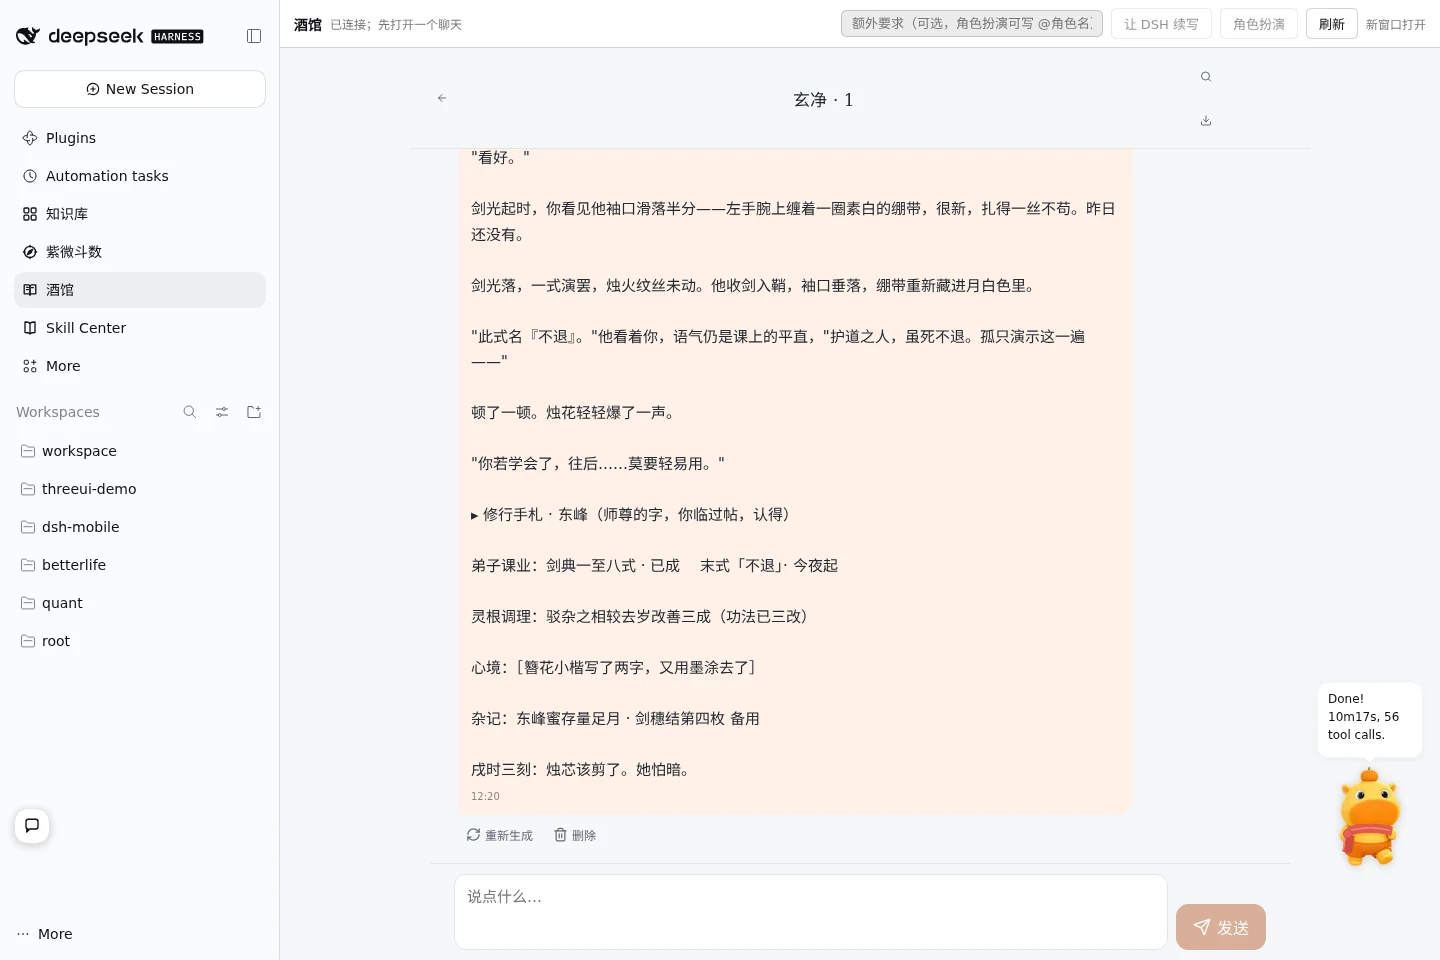 deepseek HARNESS
New Session
Plugins
Automation tasks
知识库
紫微斗数
酒馆
Skill Center
More
Workspaces
workspace
threeui-demo
dsh-mobile
betterlife
quant
root
More
酒馆 已连接；先打开一个聊天
额外要求（可选，角色扮演可写 @角色名
让 DSH 续写
角色扮演
刷新
新窗口打开
玄净 · 1
"看好。"
剑光起时，你看见他袖口滑落半分——左手腕上缠着一圈素白的绷带，很新，扎得一丝不苟。昨日
还没有。
剑光落，一式演罢，烛火纹丝未动。他收剑入鞘，袖口垂落，绷带重新藏进月白色里。
"此式名『不退』。"他看着你，语气仍是课上的平直，"护道之人，虽死不退。孤只演示这一遍
——"
顿了一顿。烛花轻轻爆了一声。
"你若学会了，往后……莫要轻易用。"
▸ 修行手札 · 东峰（师尊的字，你临过帖，认得）
弟子课业：剑典一至八式 · 已成　末式「不退」· 今夜起
灵根调理：驳杂之相较去岁改善三成（功法已三改）
心境：［簪花小楷写了两字，又用墨涂去了］
杂记：东峰蜜存量足月 · 剑穗结第四枚 备用
戌时三刻：烛芯该剪了。她怕暗。
12:20
重新生成
删除
说点什么...
发送
Done!
10m17s, 56
tool calls.